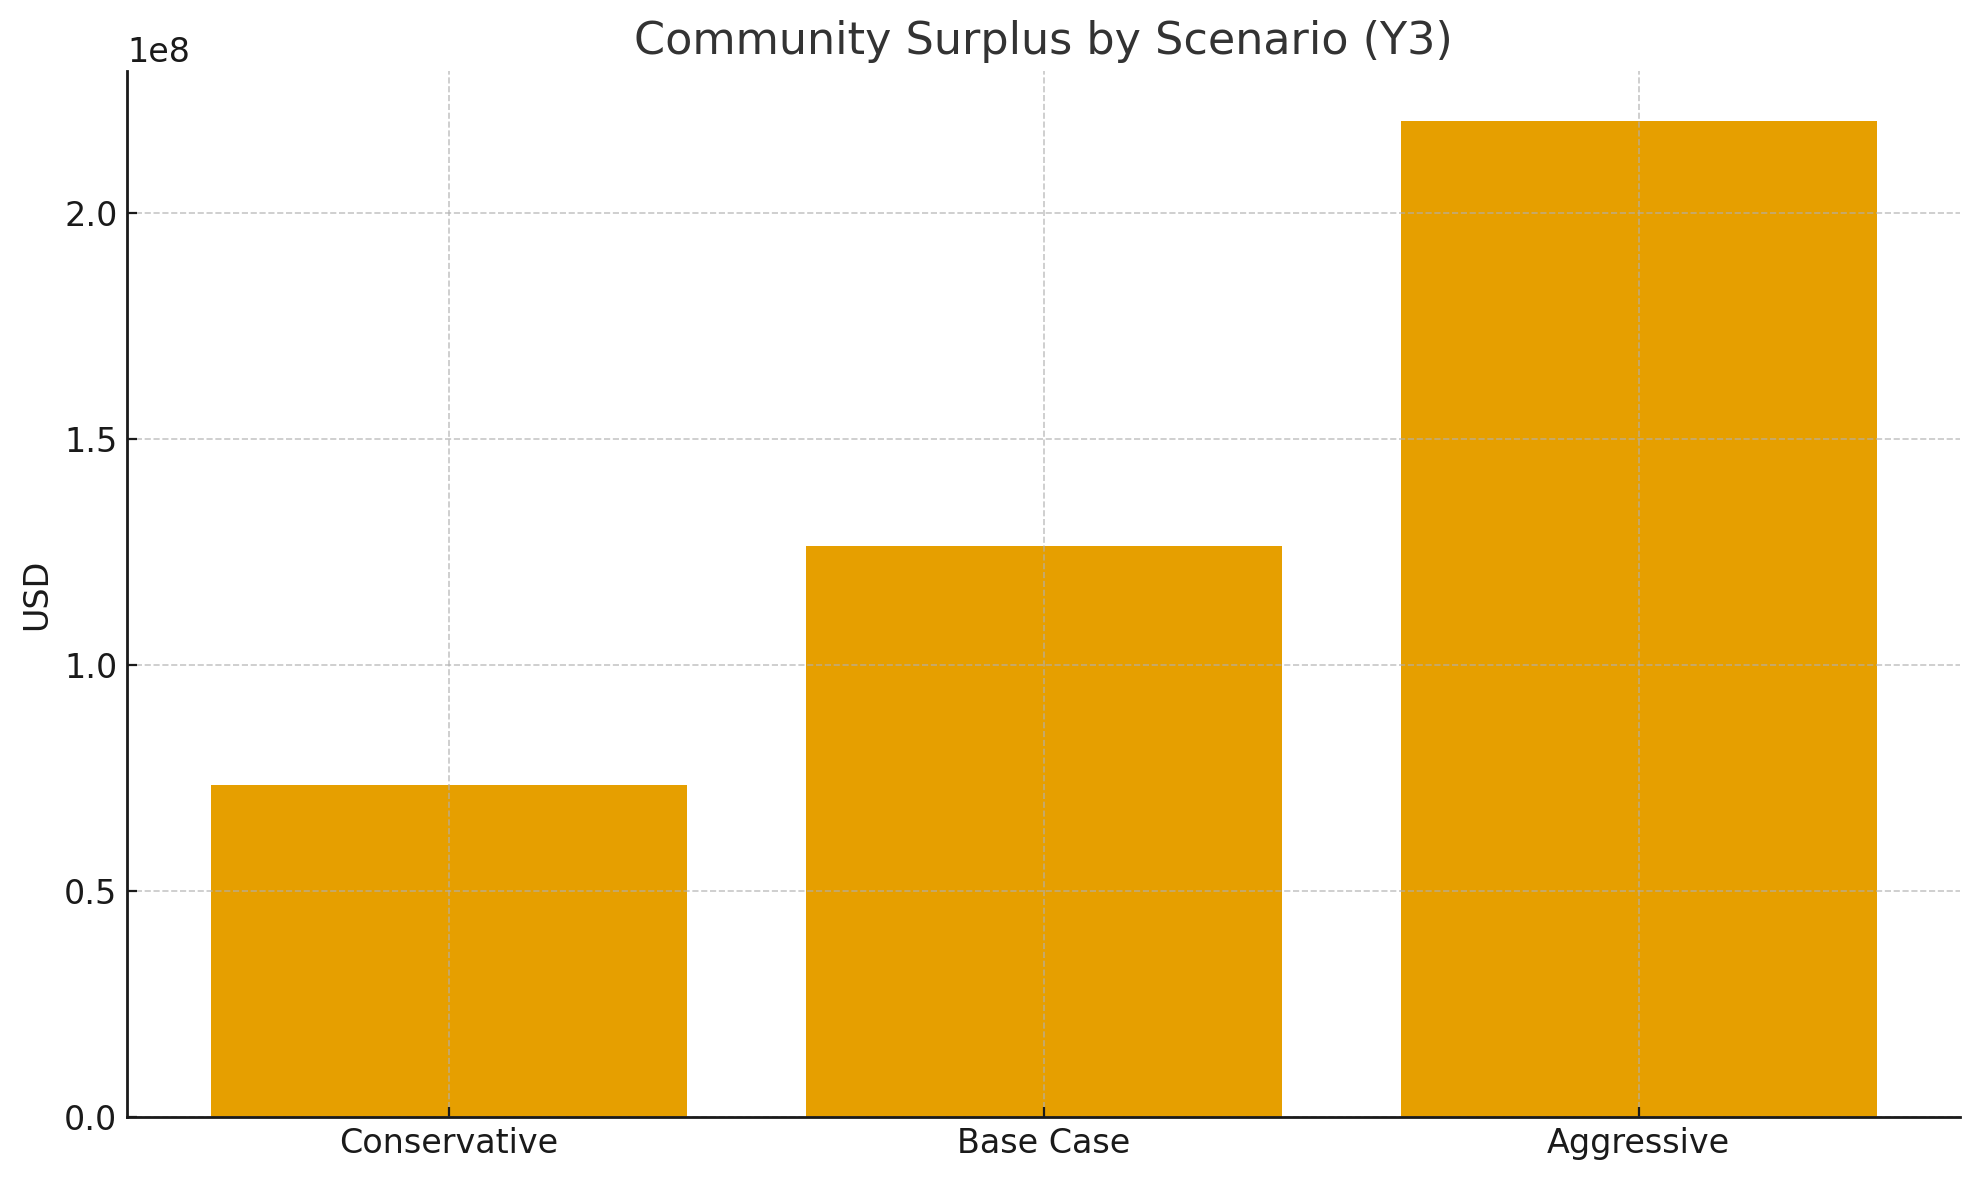 Community Surplus by Scenario (Y3)
1e8
2.0
1.5
1.0
0.5
0.0
USD
Conservative
Base Case
Aggressive